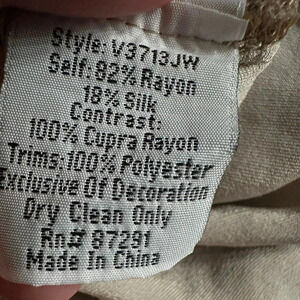 Style: V3713JW
Self: 82% Rayon
18% Silk
Contrast:
100% Cupra Rayon
Trims:100% Polyester
Exclusive Of Decoration
Dry Clean Only
Rn# 87291
Made In China